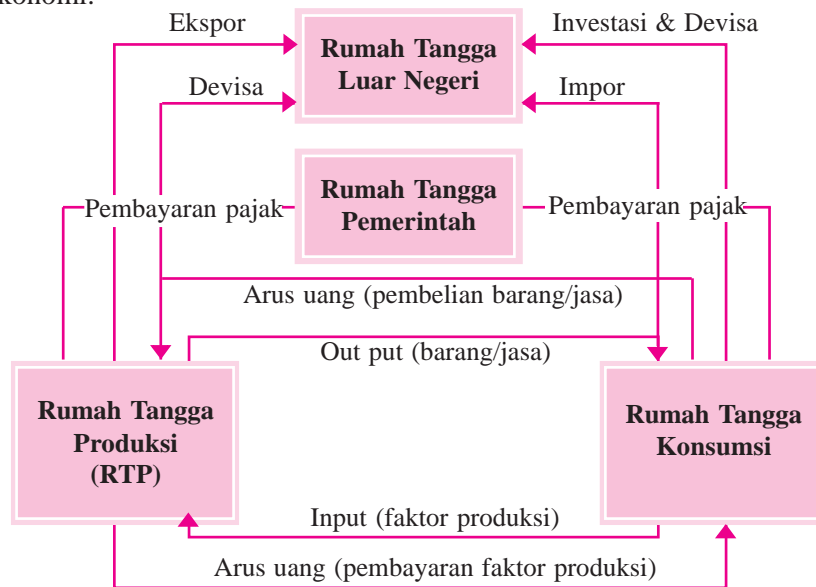 Ekspor
Rumah Tangga
Luar Negeri
Investasi & Devisa
Devisa
Impor
Rumah Tangga
Pemerintah
Pembayaran pajak
Pembayaran pajak
Arus uang (pembelian barang/jasa)
Out put (barang/jasa)
Rumah Tangga
Produksi
(RTP)
Rumah Tangga
Konsumsi
Input (faktor produksi)
Arus uang (pembayaran faktor produksi)